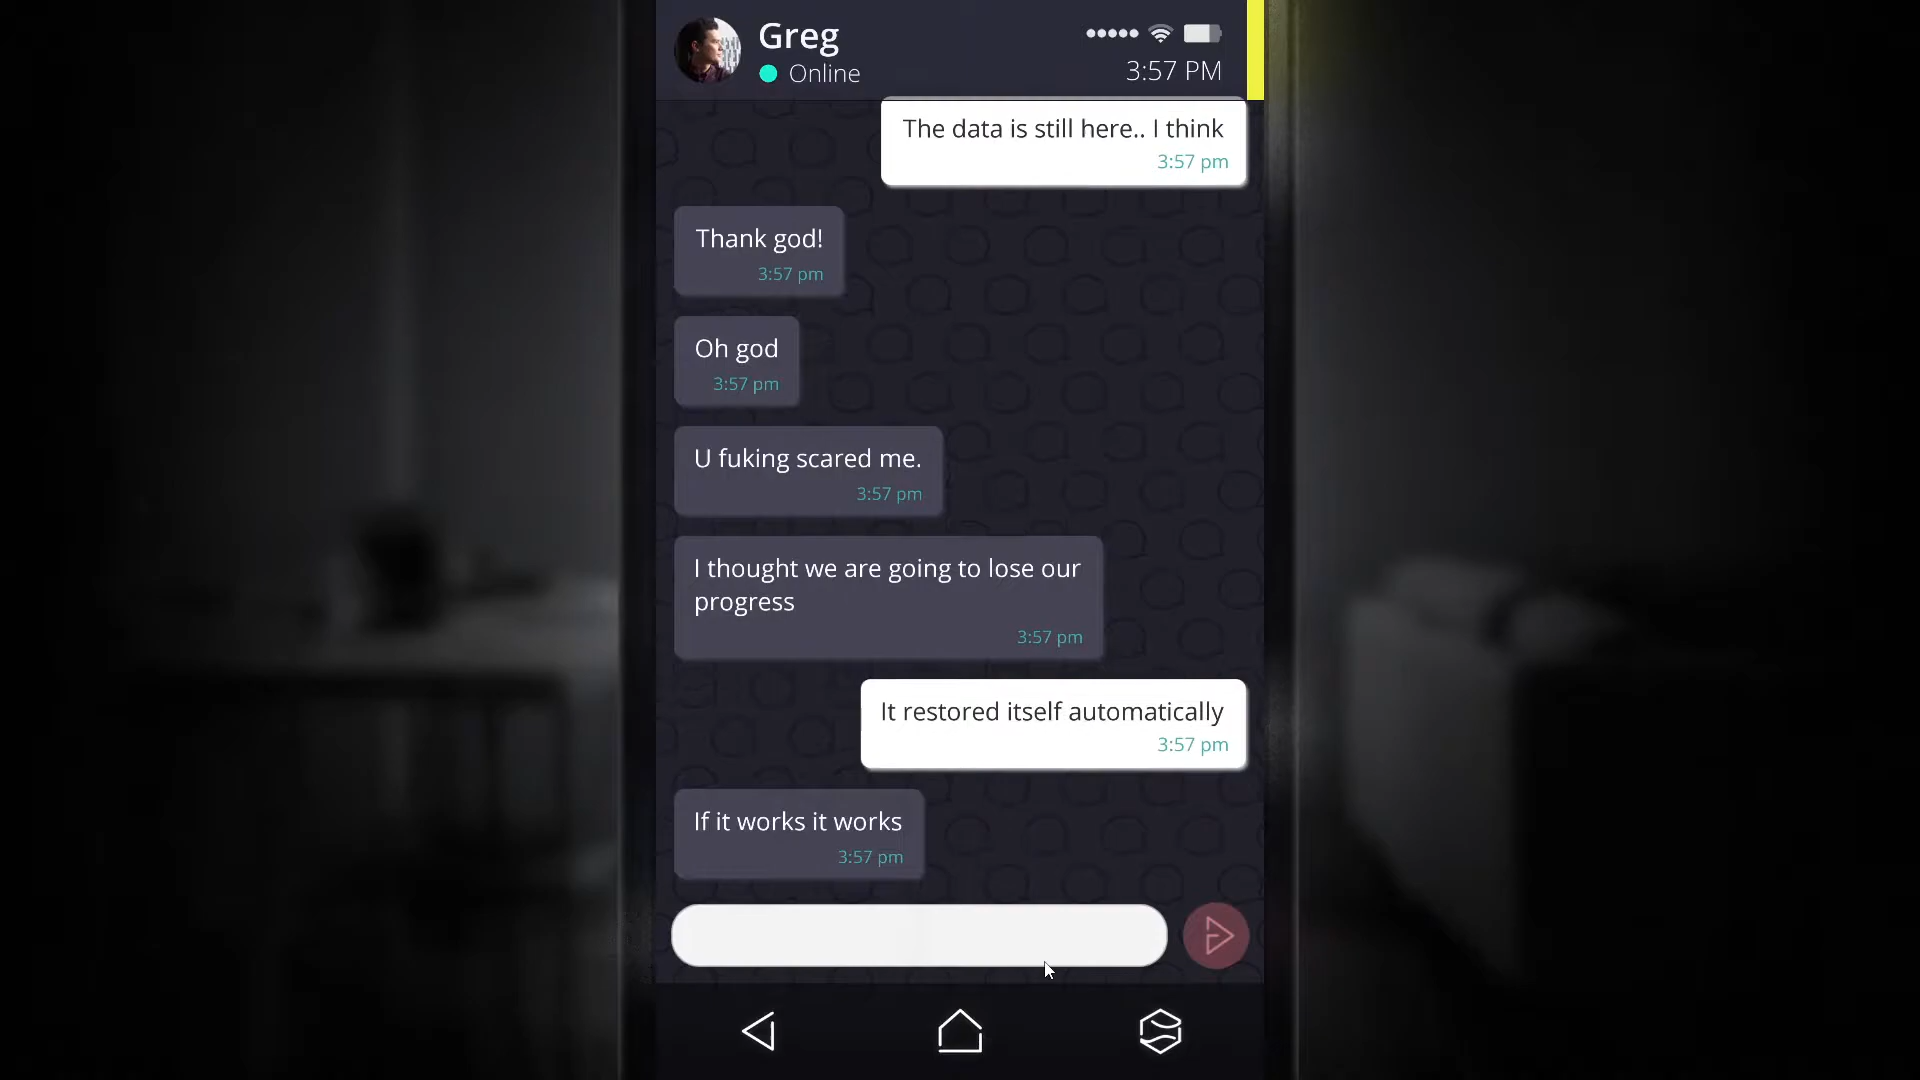 Greg
Online
3:57 PM
The data is still here.. I think
3:57 pm
Thank god!
3:57 pm
Oh god
3:57 pm
U fuking scared me.
3:57 pm
I thought we are going to lose our
progress
3:57 pm
It restored itself automatically
3:57 pm
If it works it works
3:57 pm